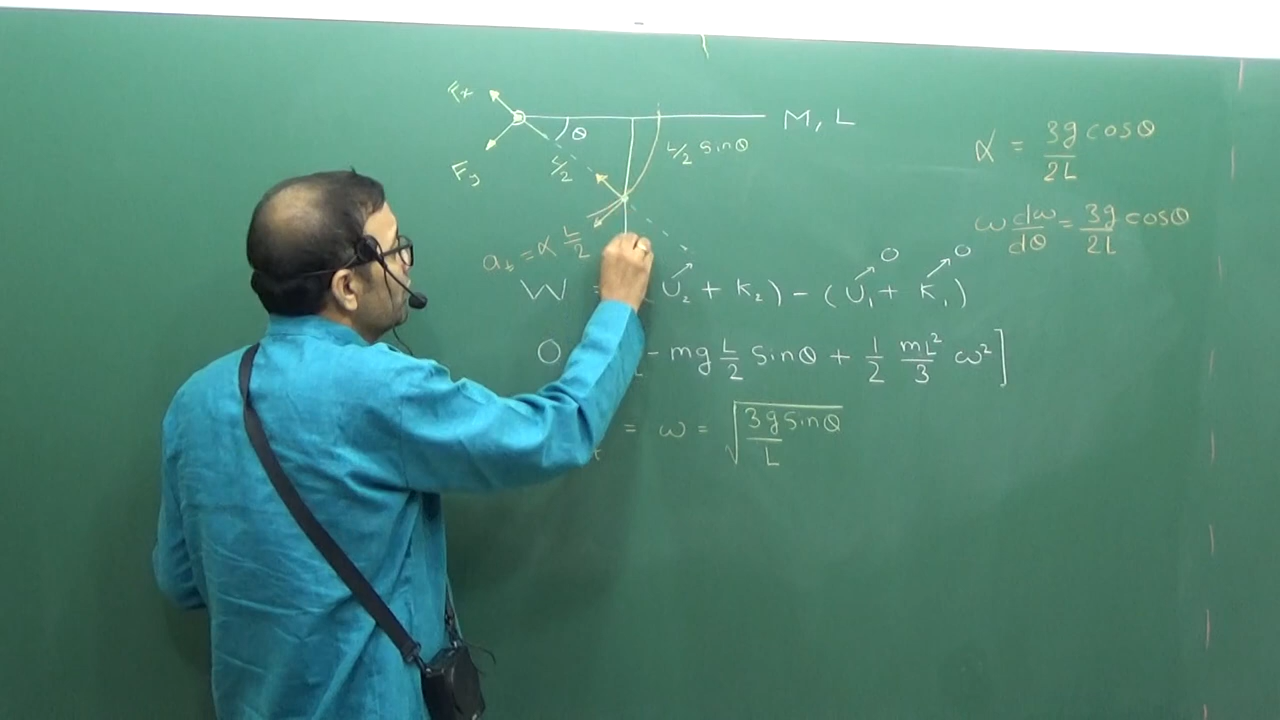 Fx
θ
M, L
Fy
L/2
L/2 sinθ
a_t = α L/2
α = 3g cosθ / 2L
ω dω/dθ = 3g/2L cosθ
0 0
W = U₂ + K₂) - (U₁ + K₁)
0 - mg L/2 sinθ + 1/2 mL²/3 ω²]
= ω = √(3g sinθ / L)